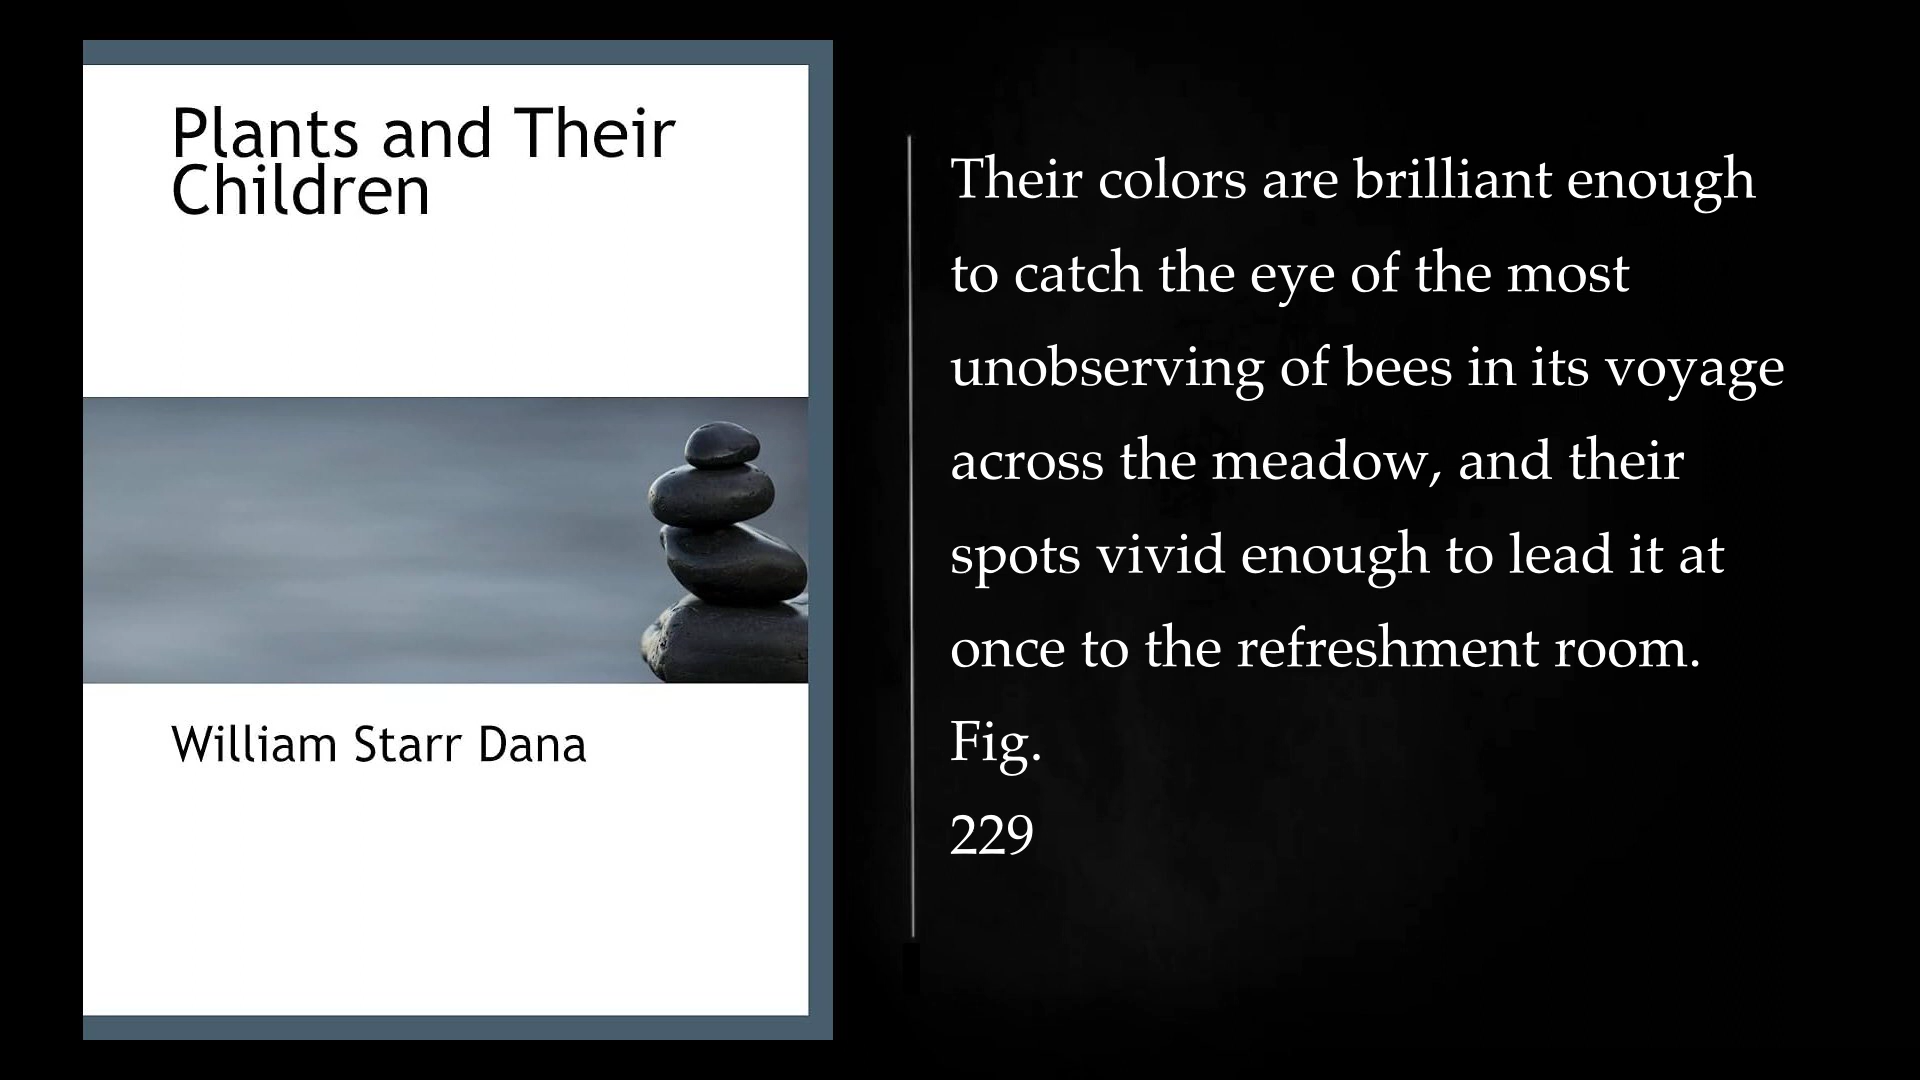 Plants and Their
Children
William Starr Dana
Their colors are brilliant enough
to catch the eye of the most
unobserving of bees in its voyage
across the meadow, and their
spots vivid enough to lead it at
once to the refreshment room.
Fig.
229